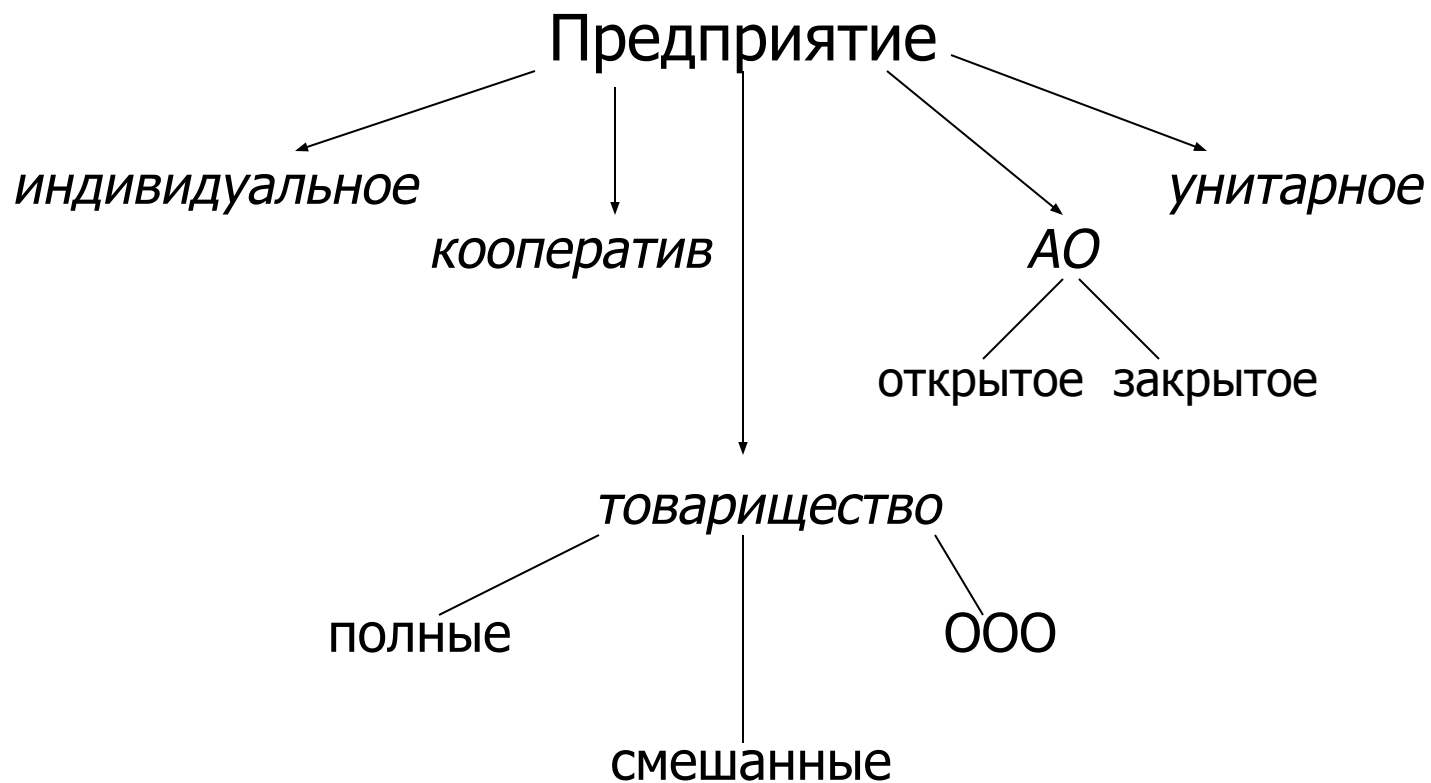 Предприятие
индивидуальное
унитарное
кооператив
АО
открытое
закрытое
товарищество
полные
ООО
смешанные